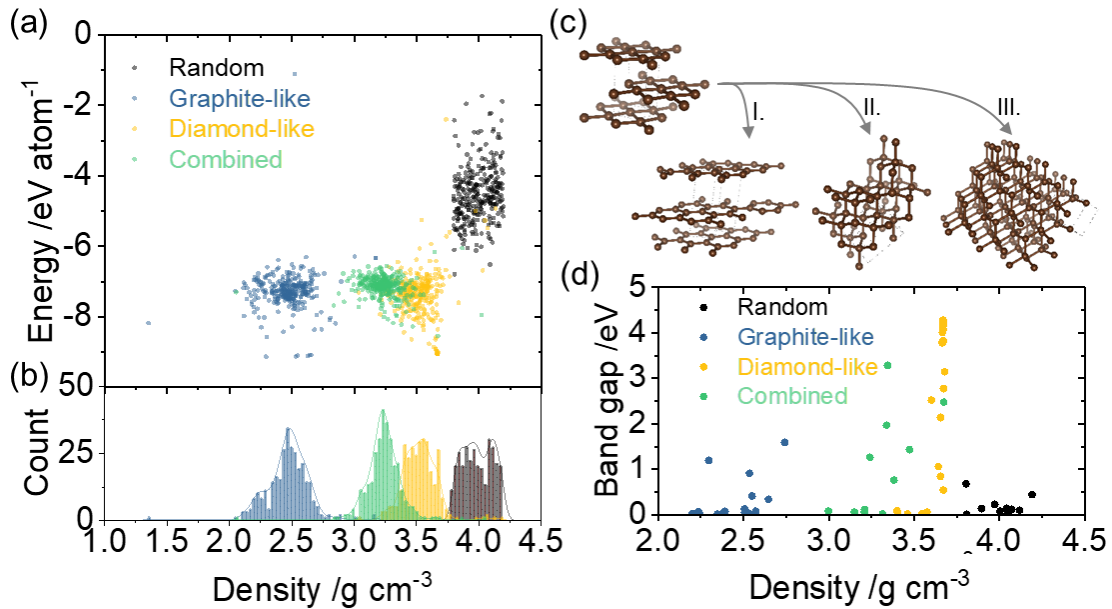 (a)
0
-2
-4
-6
-8
Energy /eV atom-1
Random
Graphite-like
Diamond-like
Combined
(b)
50
25
0
Count
1.0 1.5 2.0 2.5 3.0 3.5 4.0 4.5
Density /g cm-3
(c)
I.
II.
III.
(d)
5
4
3
2
1
0
Band gap /eV
Random
Graphite-like
Diamond-like
Combined
2.0 2.5 3.0 3.5 4.0 4.5
Density /g cm-3